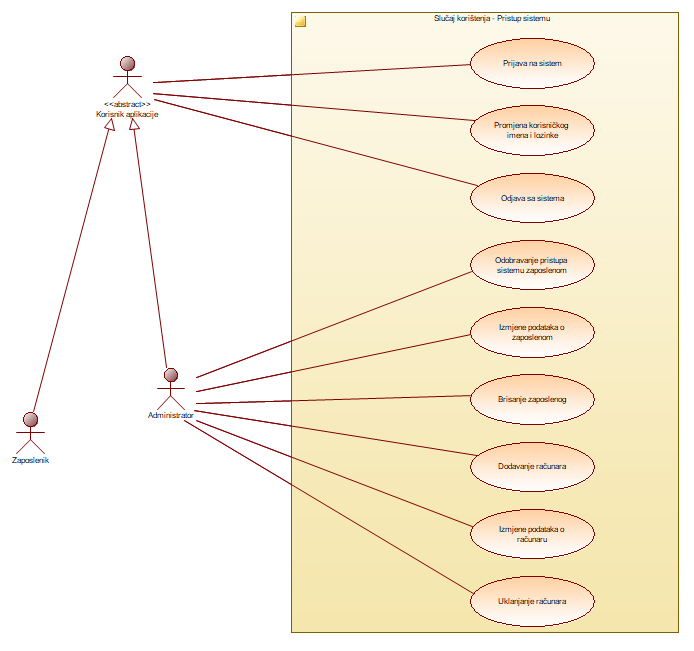 Slučaj korištenja - Pristup sistemu
Prijava na sistem
<<abstract>>
Korisnik aplikacije
Promjena korisničkog
imena i lozinke
Odjava sa sistema
Odobravanje pristupa
sistemu zaposlenom
Izmjene podataka o
zaposlenom
Brisanje zaposlenog
Administrator
Zaposlenik
Dodavanje računara
Izmjene podataka o
računaru
Uklanjanje računara